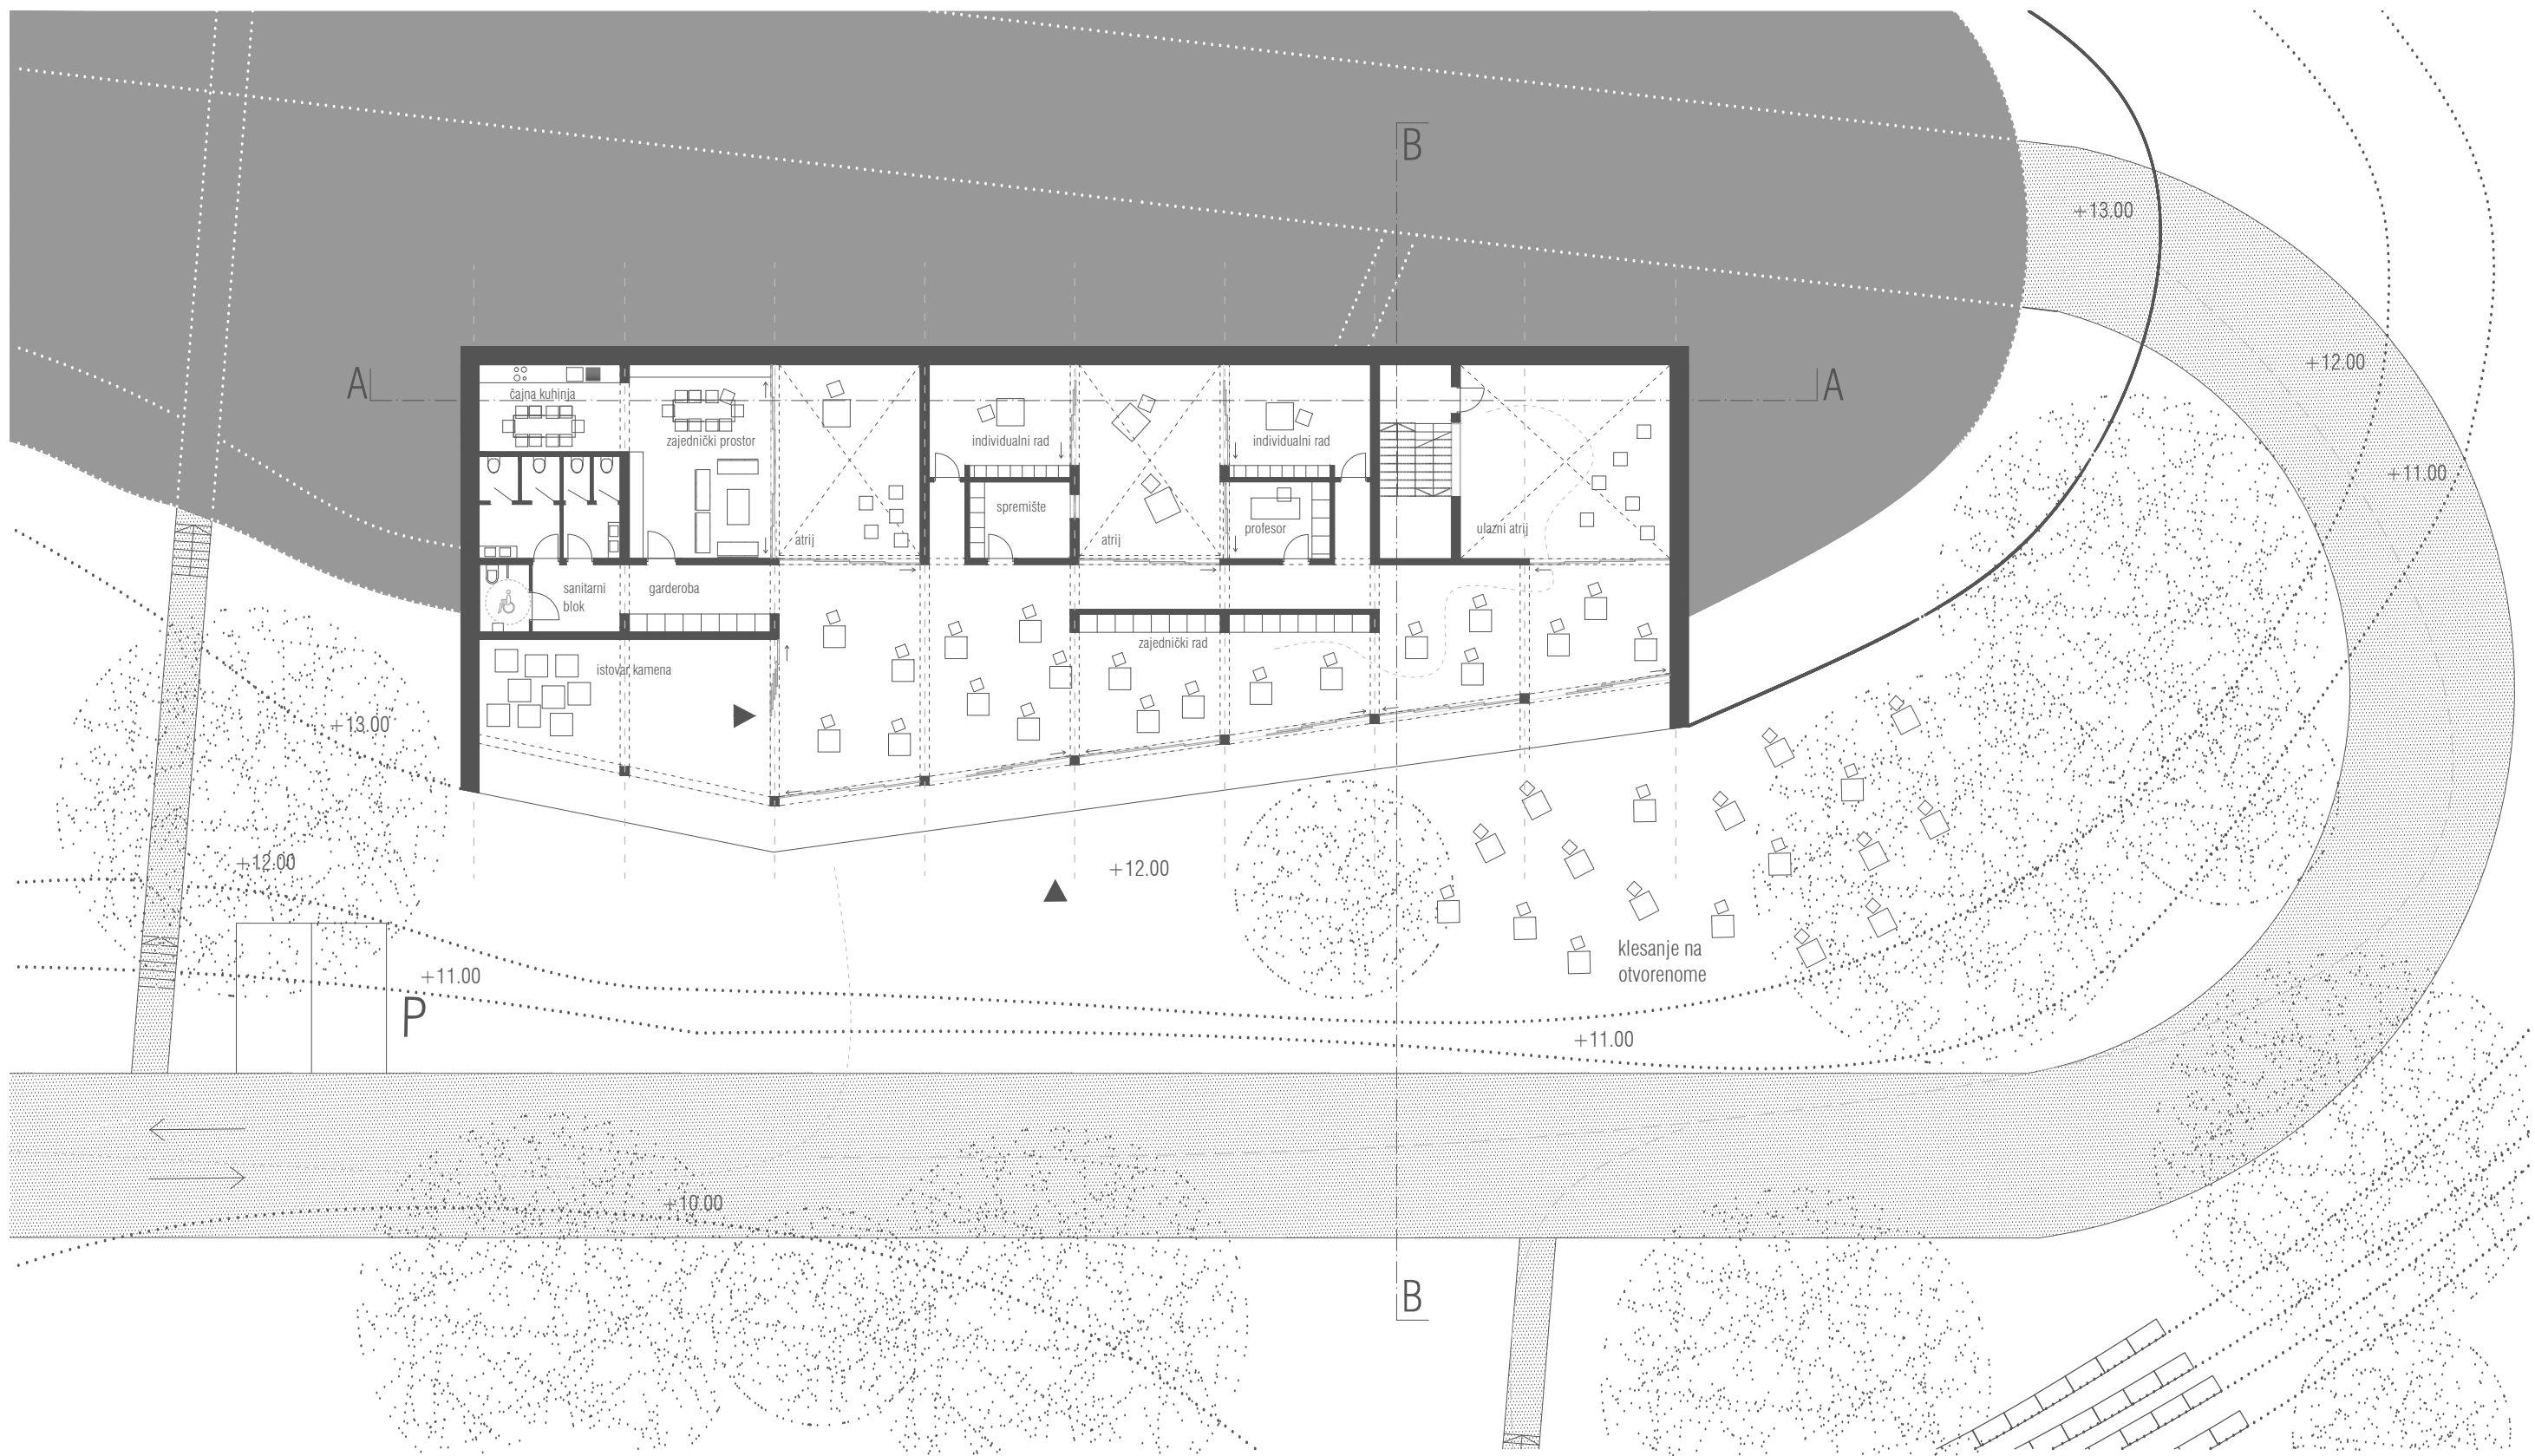 B
+13.00
+12.00
A
A
čajna kuhinja
zajednički prostor
individualni rad
individualni rad
+11.00
spremište
profesor
ulazni atrij
atrij
atrij
sanitarni
blok
garderoba
zajednički rad
istovar kamena
+13.00
+12.00
+12.00
klesanje na
otvorenome
+11.00
P
+11.00
+10.00
B